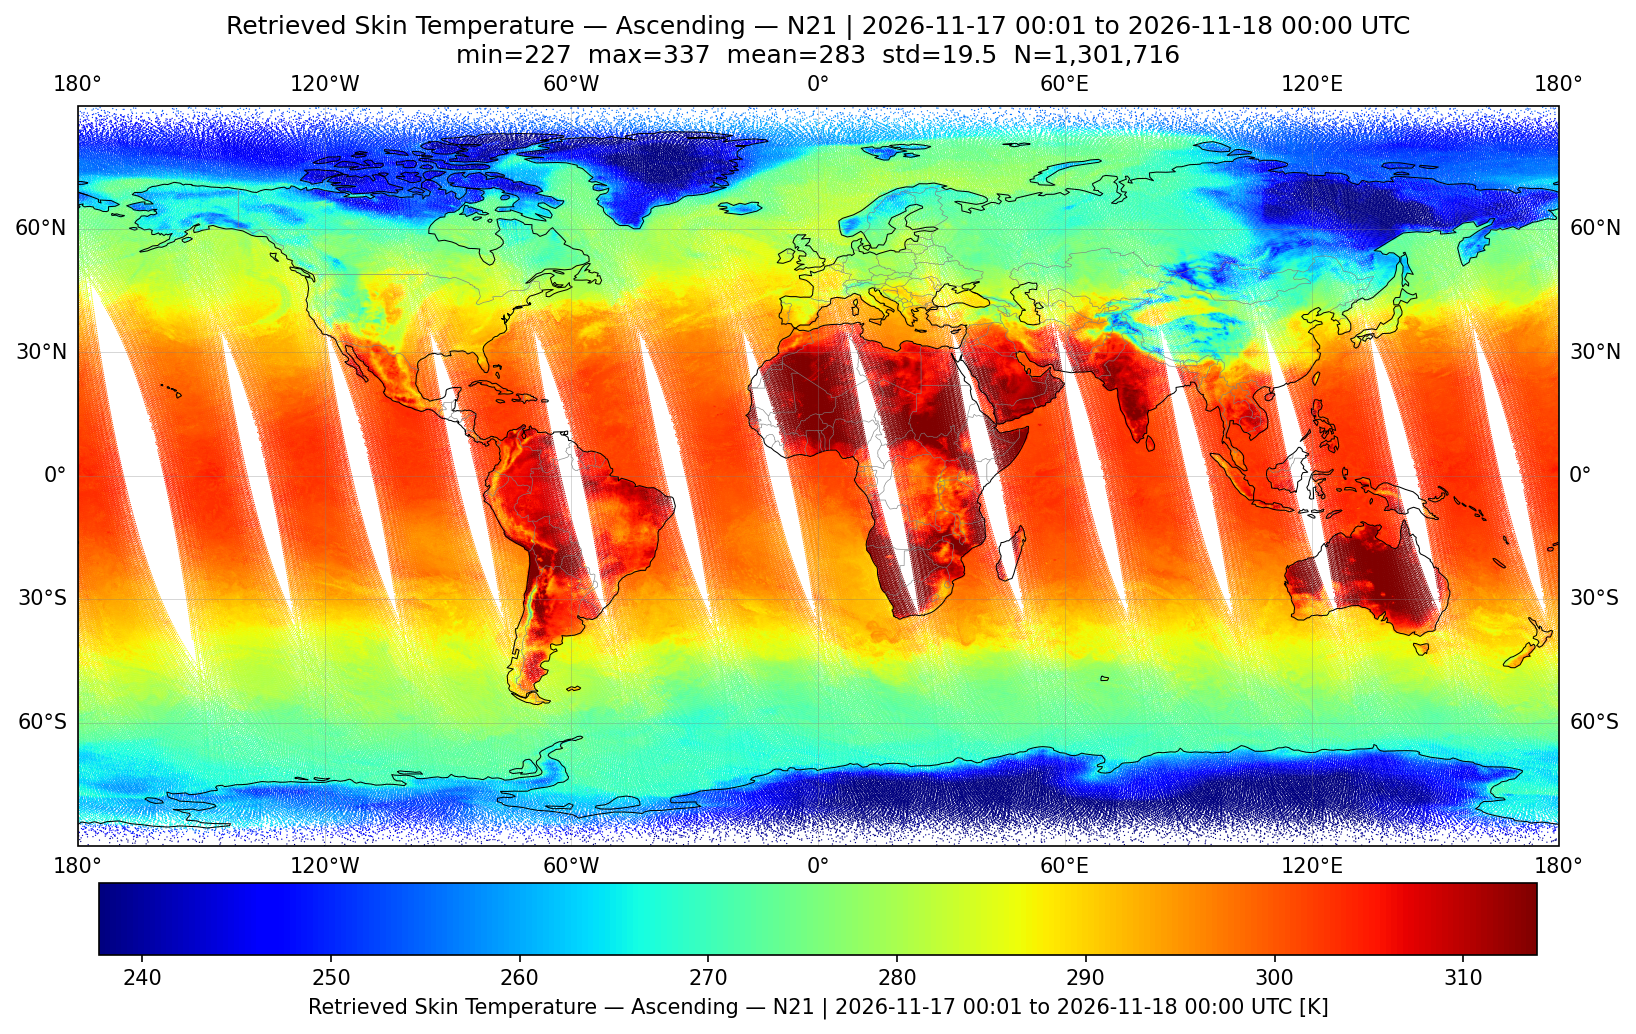 Retrieved Skin Temperature — Ascending — N21 | 2026-11-17 00:01 to 2026-11-18 00:00 UTC
min=227 max=337 mean=283 std=19.5 N=1,301,716
180° 120°W 60°W 0° 60°E 120°E 180°
60°N 60°N
30°N 30°N
0° 0°
30°S 30°S
60°S 60°S
180° 120°W 60°W 0° 60°E 120°E 180°
240 250 260 270 280 290 300 310
Retrieved Skin Temperature — Ascending — N21 | 2026-11-17 00:01 to 2026-11-18 00:00 UTC [K]